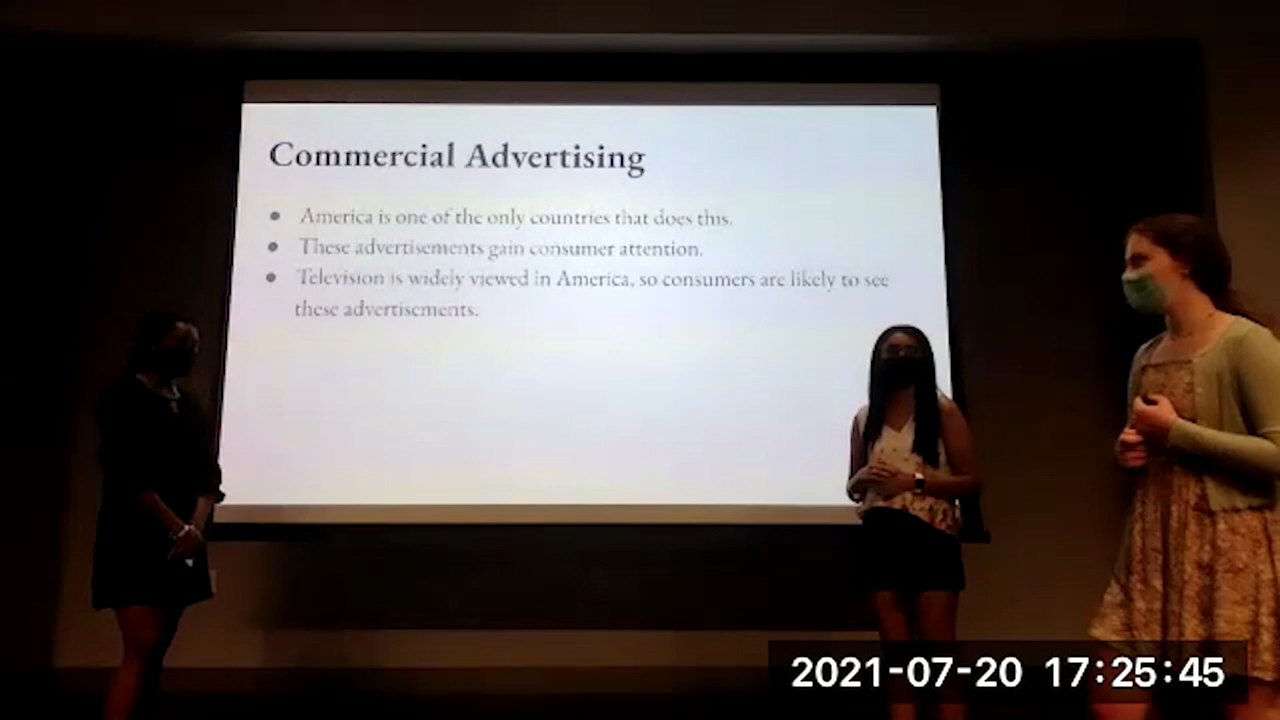 Commercial Advertising
● America is one of the only countries that does this.
● These advertisements gain consumer attention.
● Television is widely viewed in America, so consumers are likely to see
these advertisements.
2021-07-20 17:25:45